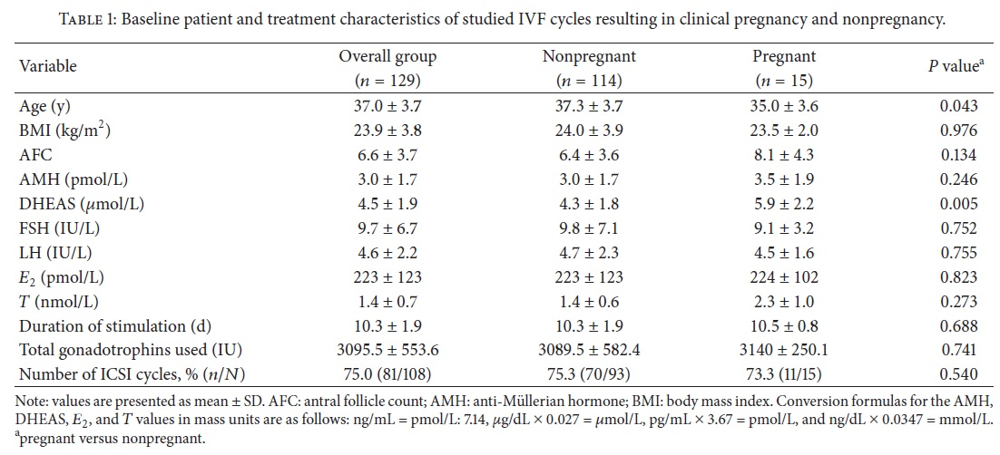 TABLE 1: Baseline patient and treatment characteristics of studied IVF cycles resulting in clinical pregnancy and nonpregnancy.
Variable Overall group (n = 129) Nonpregnant (n = 114) Pregnant (n = 15) P valueᵃ
Age (y) 37.0 ± 3.7 37.3 ± 3.7 35.0 ± 3.6 0.043
BMI (kg/m²) 23.9 ± 3.8 24.0 ± 3.9 23.5 ± 2.0 0.976
AFC 6.6 ± 3.7 6.4 ± 3.6 8.1 ± 4.3 0.134
AMH (pmol/L) 3.0 ± 1.7 3.0 ± 1.7 3.5 ± 1.9 0.246
DHEAS (μmol/L) 4.5 ± 1.9 4.3 ± 1.8 5.9 ± 2.2 0.005
FSH (IU/L) 9.7 ± 6.7 9.8 ± 7.1 9.1 ± 3.2 0.752
LH (IU/L) 4.6 ± 2.2 4.7 ± 2.3 4.5 ± 1.6 0.755
E₂ (pmol/L) 223 ± 123 223 ± 123 224 ± 102 0.823
T (nmol/L) 1.4 ± 0.7 1.4 ± 0.6 2.3 ± 1.0 0.273
Duration of stimulation (d) 10.3 ± 1.9 10.3 ± 1.9 10.5 ± 0.8 0.688
Total gonadotrophins used (IU) 3095.5 ± 553.6 3089.5 ± 582.4 3140 ± 250.1 0.741
Number of ICSI cycles, % (n/N) 75.0 (81/108) 75.3 (70/93) 73.3 (11/15) 0.540
Note: values are presented as mean ± SD. AFC: antral follicle count; AMH: anti-Müllerian hormone; BMI: body mass index. Conversion formulas for the AMH,
DHEAS, E₂, and T values in mass units are as follows: ng/mL = pmol/L: 7.14, μg/dL × 0.027 = μmol/L, pg/mL × 3.67 = pmol/L, and ng/dL × 0.0347 = mmol/L.
ᵃpregnant versus nonpregnant.